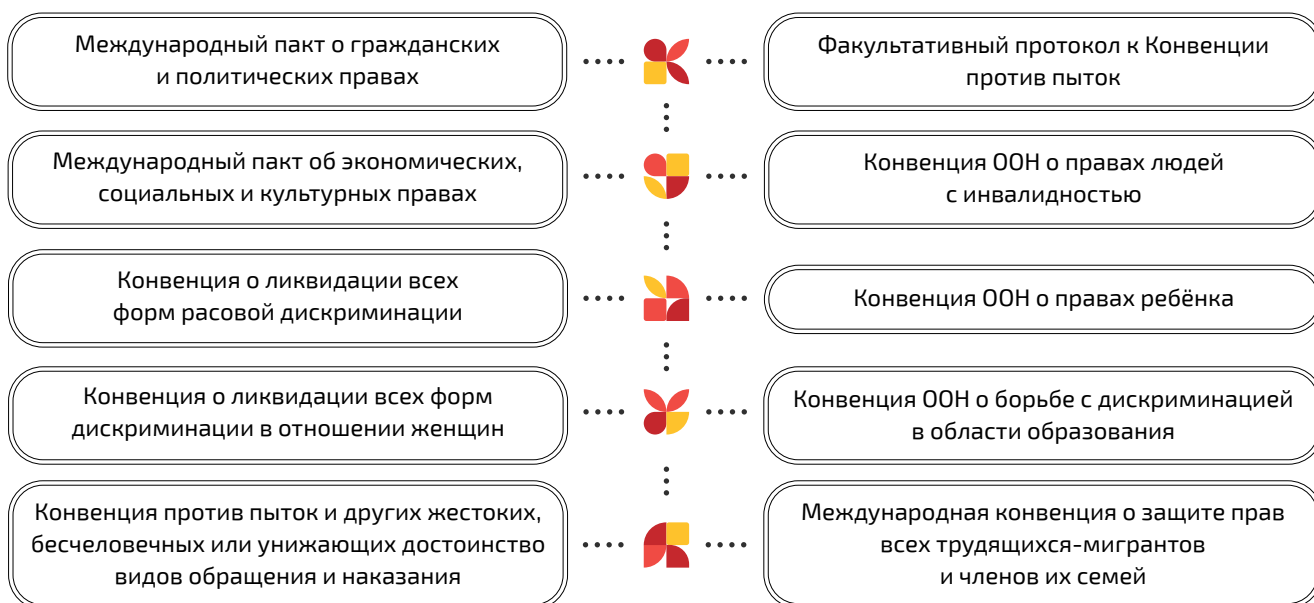 Международный пакт о гражданских
и политических правах
Факультативный протокол к Конвенции
против пыток
Международный пакт об экономических,
социальных и культурных правах
Конвенция ООН о правах людей
с инвалидностью
Конвенция о ликвидации всех
форм расовой дискриминации
Конвенция ООН о правах ребёнка
Конвенция о ликвидации всех форм
дискриминации в отношении женщин
Конвенция ООН о борьбе с дискриминацией
в области образования
Конвенция против пыток и других жестоких,
бесчеловечных или унижающих достоинство
видов обращения и наказания
Международная конвенция о защите прав
всех трудящихся-мигрантов
и членов их семей